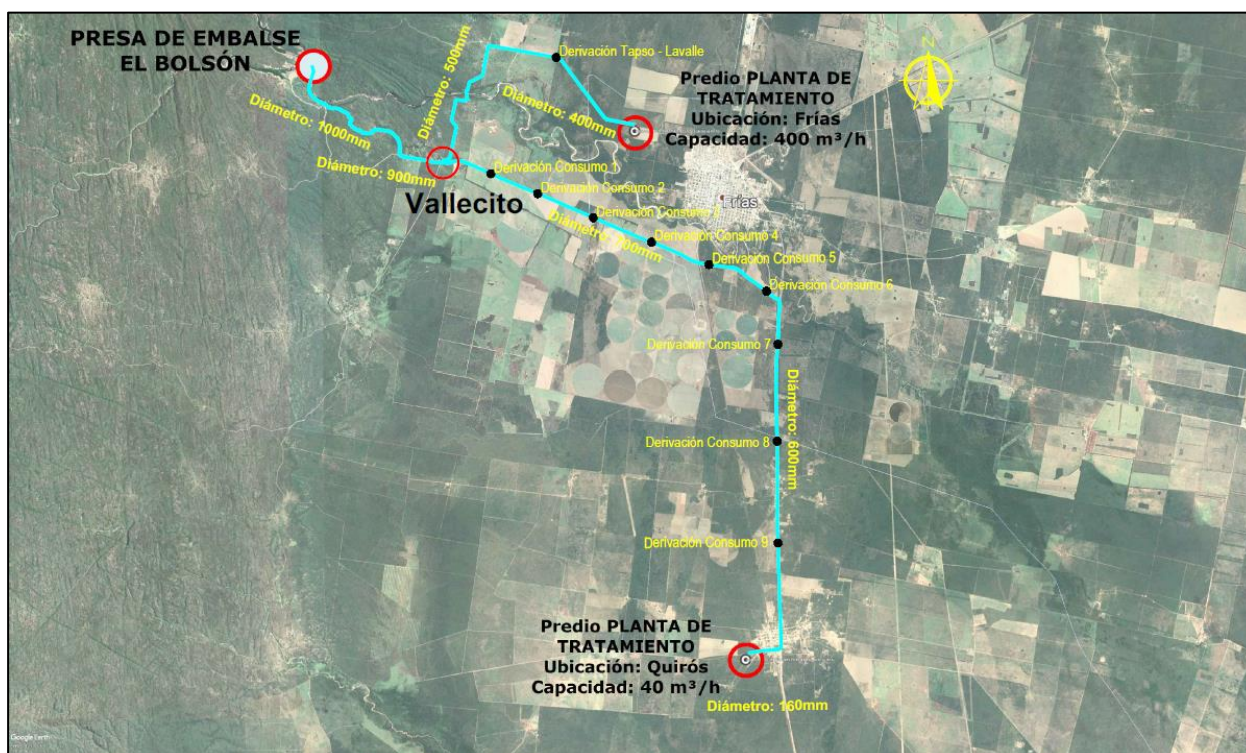 PRESA DE EMBALSE
EL BOLSÓN
Diámetro: 1000mm
Diámetro: 900mm
Diámetro: 500mm
Derivación Tapso - Lavalle
Diámetro: 400mm
Predio PLANTA DE
TRATAMIENTO
Ubicación: Frías
Capacidad: 400 m³/h
N
Vallecito
Derivación Consumo 1
Derivación Consumo 2
Derivación Consumo 3
Diámetro: 700mm
Frías
Derivación Consumo 4
Derivación Consumo 5
Derivación Consumo 6
Derivación Consumo 7
Diámetro: 600mm
Derivación Consumo 8
Derivación Consumo 9
Predio PLANTA DE
TRATAMIENTO
Ubicación: Quirós
Capacidad: 40 m³/h
Diámetro: 160mm
Google Earth